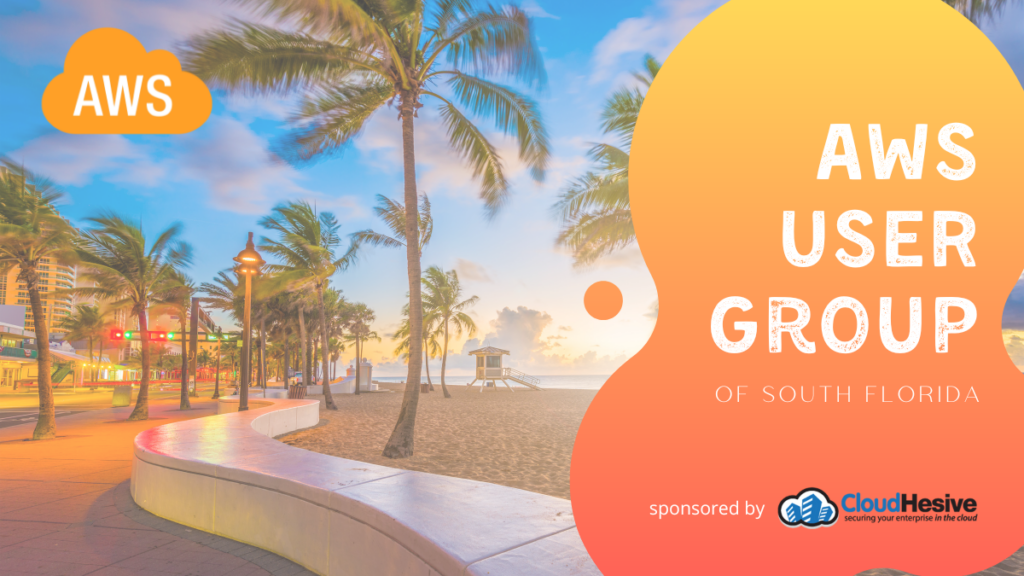 AWS
AWS
USER
GROUP
OF SOUTH FLORIDA
sponsored by CloudHesive
securing your enterprise in the cloud